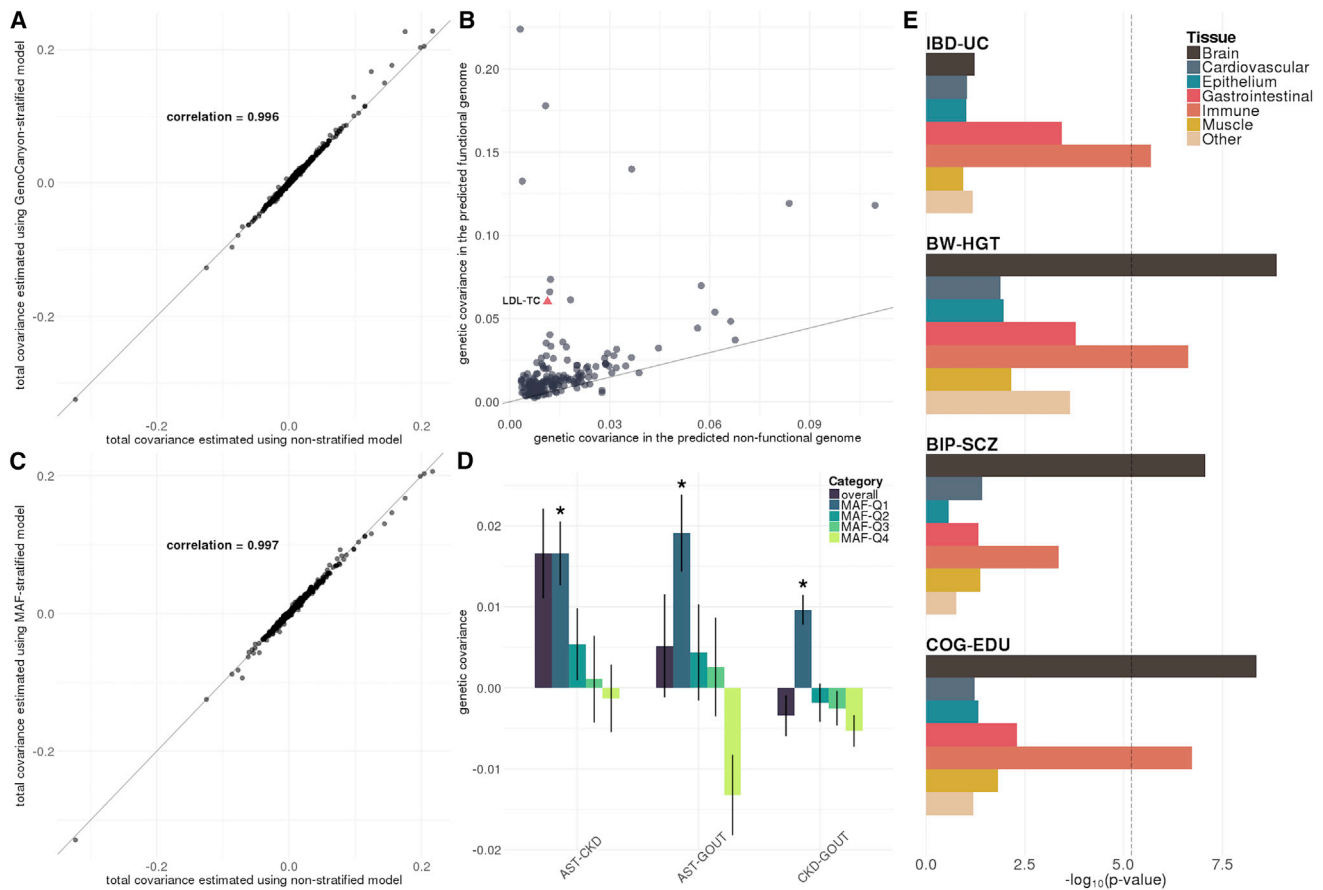 A
total covariance estimated using GenoCanyon-stratified model
0.2
0.0
-0.2
correlation = 0.996
-0.2
0.0
0.2
total covariance estimated using non-stratified model
B
genetic covariance in the predicted functional genome
0.20
0.15
0.10
0.05
0.00
LDL-TC
0.00
0.03
0.06
0.09
genetic covariance in the predicted non-functional genome
C
total covariance estimated using MAF-stratified model
0.2
0.0
-0.2
correlation = 0.997
-0.2
0.0
0.2
total covariance estimated using non-stratified model
D
genetic covariance
0.02
0.01
0.00
-0.01
-0.02
*
*
*
Category
overall
MAF-Q1
MAF-Q2
MAF-Q3
MAF-Q4
AST-CKD
AST-GOUT
CKD-GOUT
E
IBD-UC
BW-HGT
BIP-SCZ
COG-EDU
Tissue
Brain
Cardiovascular
Epithelium
Gastrointestinal
Immune
Muscle
Other
0.0
2.5
5.0
7.5
-log₁₀(p-value)